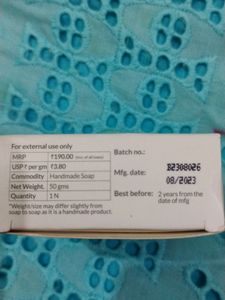 For external use only
MRP ₹190.00 (incl. of all taxes)
USP ₹ per gm ₹3.80
Commodity Handmade Soap
Net Weight. 50 gms
Quantity 1 N
*Weight/size may differ slightly from
soap to soap as it is a handmade product.
Batch no.: B2308026
Mfg. date: 08/2023
Best before: 2 years from the
date of mfg